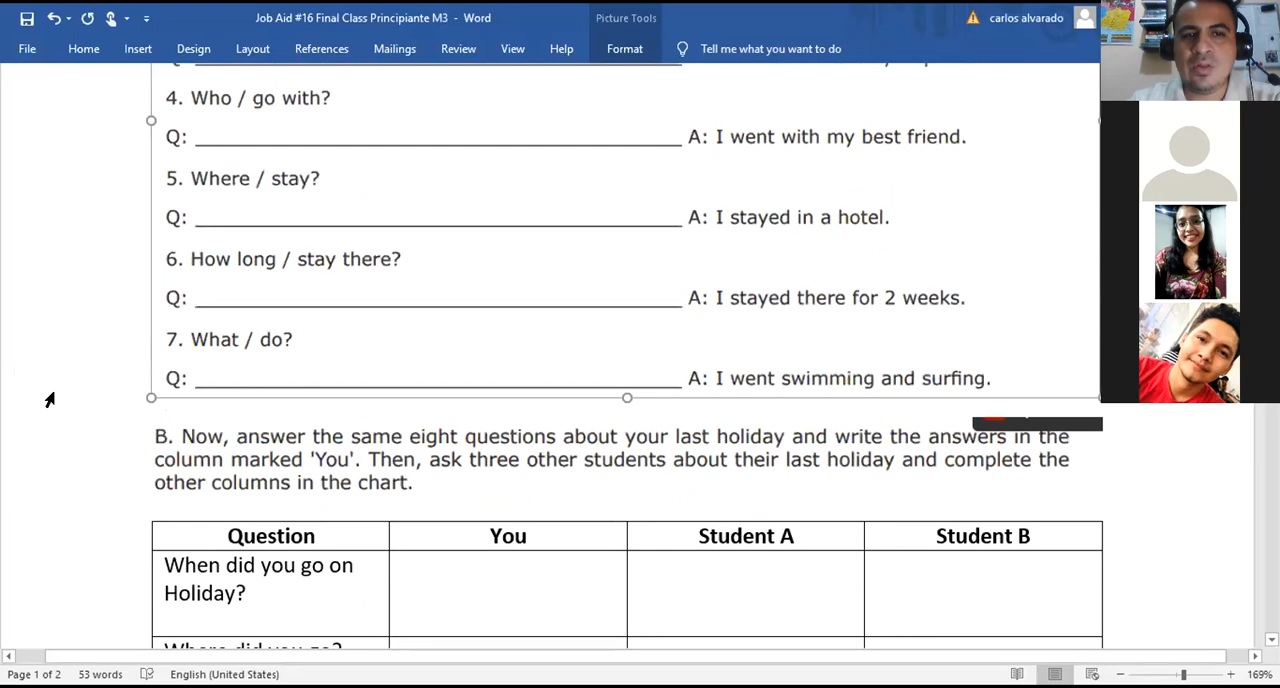 Job Aid #16 Final Class Principiante M3 - Word
Picture Tools
carlos alvarado
File Home Insert Design Layout References Mailings Review View Help Format Tell me what you want to do
4. Who / go with?
Q: A: I went with my best friend.
5. Where / stay?
Q: A: I stayed in a hotel.
6. How long / stay there?
Q: A: I stayed there for 2 weeks.
7. What / do?
Q: A: I went swimming and surfing.
B. Now, answer the same eight questions about your last holiday and write the answers in the
column marked 'You'. Then, ask three other students about their last holiday and complete the
other columns in the chart.
Question You Student A Student B
When did you go on
Holiday?
Where did you go?
Page 1 of 2 53 words English (United States) 169%